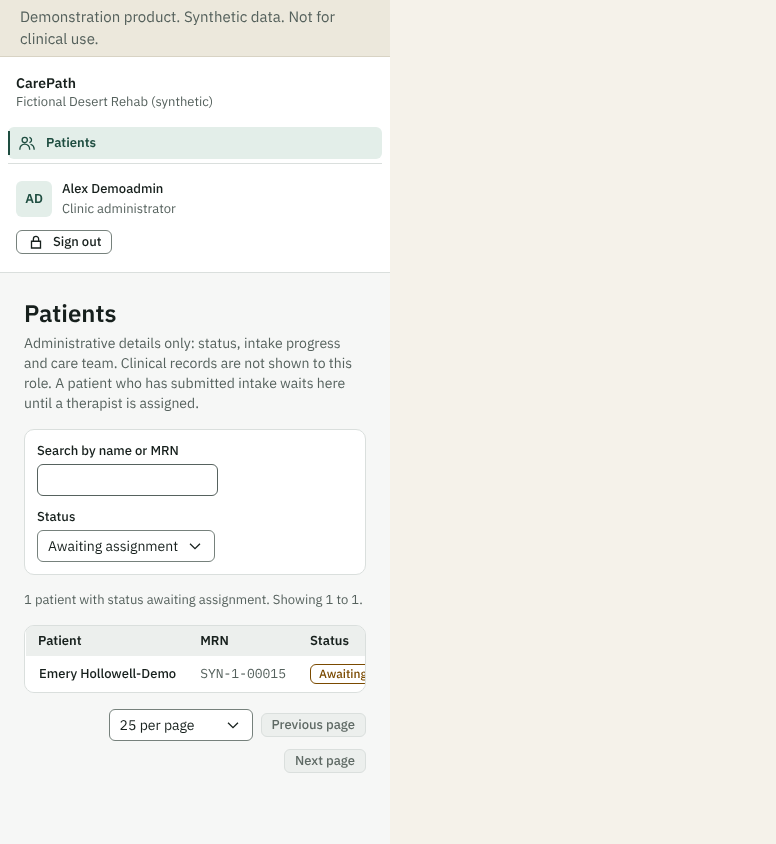 Demonstration product. Synthetic data. Not for
clinical use.
CarePath
Fictional Desert Rehab (synthetic)
Patients
AD
Alex Demoadmin
Clinic administrator
Sign out
Patients
Administrative details only: status, intake progress
and care team. Clinical records are not shown to this
role. A patient who has submitted intake waits here
until a therapist is assigned.
Search by name or MRN
Status
Awaiting assignment
1 patient with status awaiting assignment. Showing 1 to 1.
Patient MRN Status
Emery Hollowell-Demo SYN-1-00015 Awaiting
25 per page Previous page
Next page